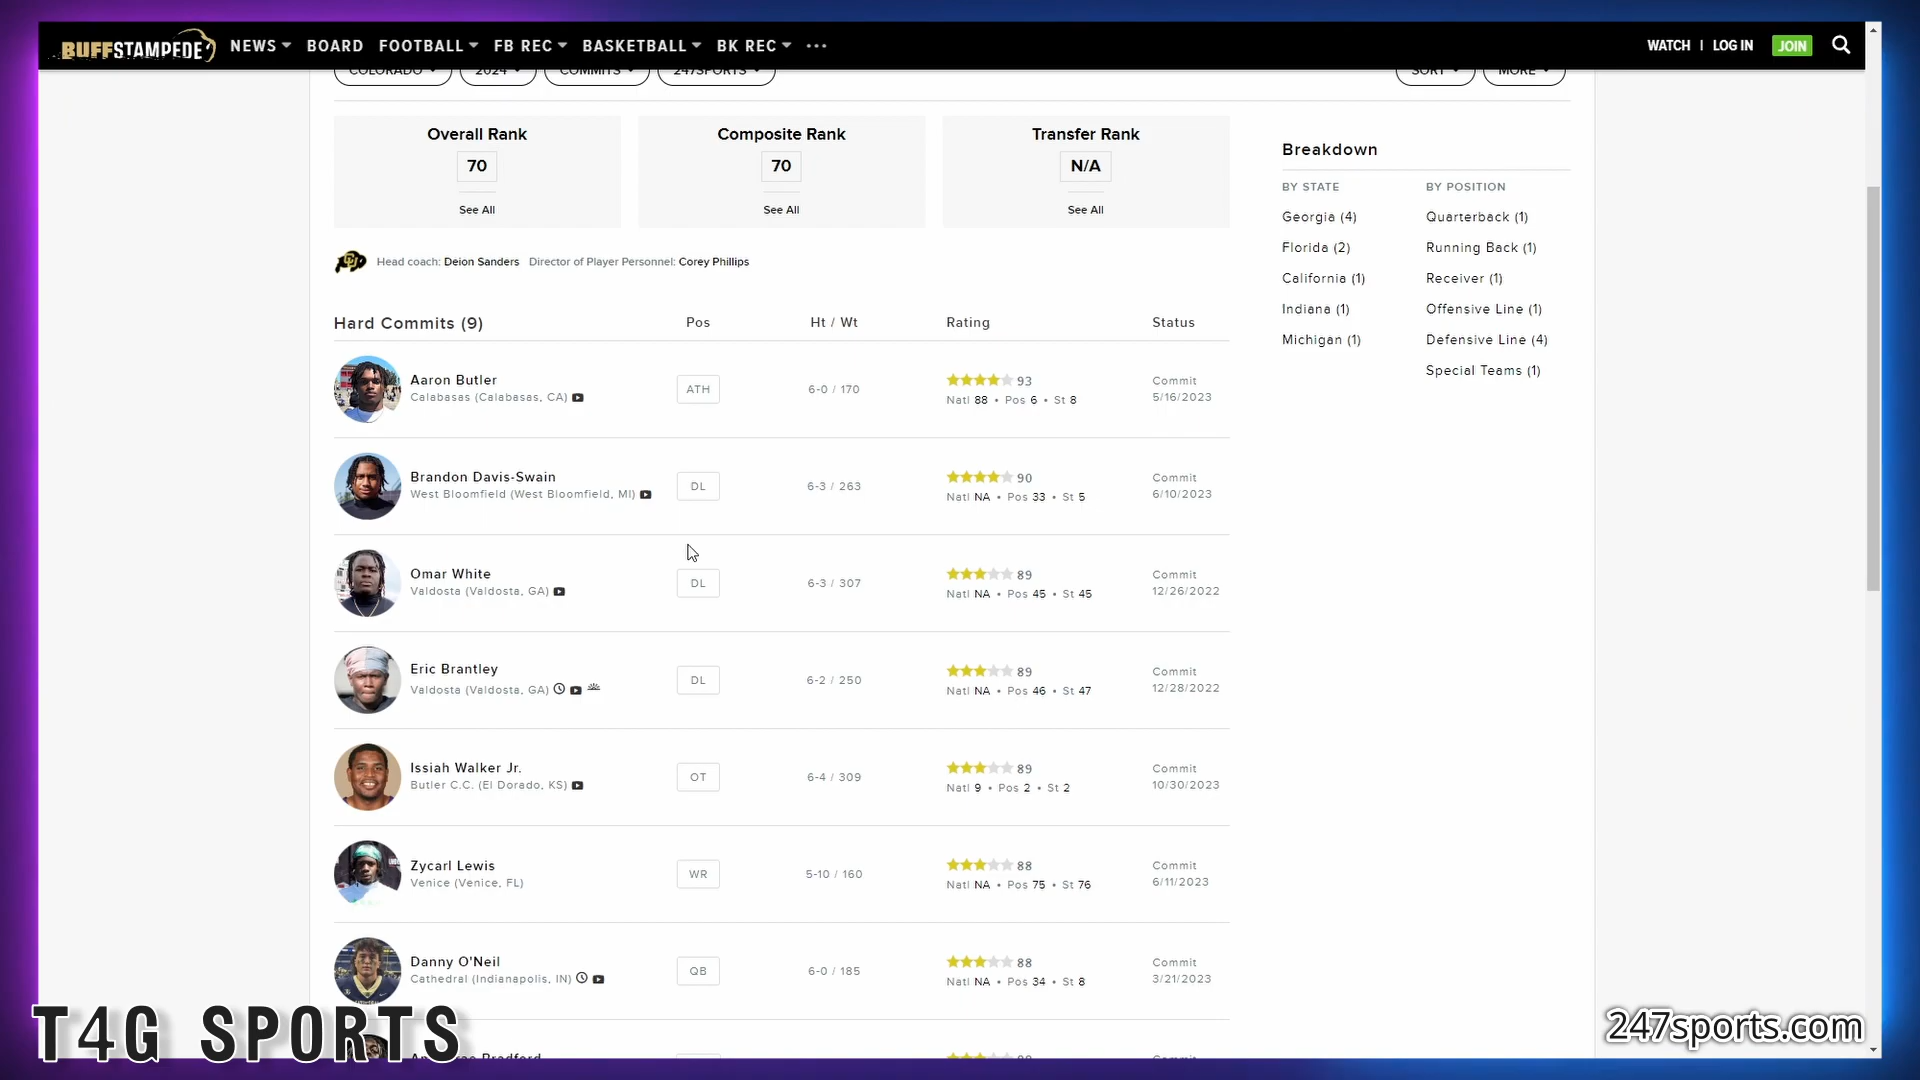 BUFFSTAMPEDE NEWS BOARD FOOTBALL FB REC BASKETBALL BK REC WATCH | LOG IN JOIN
COLORADO 2024 COMMITS 247SPORTS SORT MORE
Overall Rank
70
See All
Composite Rank
70
See All
Transfer Rank
N/A
See All
Head coach: Deion Sanders Director of Player Personnel: Corey Phillips
Breakdown
BY STATE
Georgia (4)
Florida (2)
California (1)
Indiana (1)
Michigan (1)
BY POSITION
Quarterback (1)
Running Back (1)
Receiver (1)
Offensive Line (1)
Defensive Line (4)
Special Teams (1)
Hard Commits (9) Pos Ht / Wt Rating Status
Aaron Butler
Calabasas (Calabasas, CA)
ATH
6-0 / 170
93
Natl 88 • Pos 6 • St 8
Commit
5/16/2023
Brandon Davis-Swain
West Bloomfield (West Bloomfield, MI)
DL
6-3 / 263
90
Natl NA • Pos 33 • St 5
Commit
6/10/2023
Omar White
Valdosta (Valdosta, GA)
DL
6-3 / 307
89
Natl NA • Pos 45 • St 45
Commit
12/26/2022
Eric Brantley
Valdosta (Valdosta, GA)
DL
6-2 / 250
89
Natl NA • Pos 46 • St 47
Commit
12/28/2022
Issiah Walker Jr.
Butler C.C. (El Dorado, KS)
OT
6-4 / 309
89
Natl 9 • Pos 2 • St 2
Commit
10/30/2023
Zycarl Lewis
Venice (Venice, FL)
WR
5-10 / 160
88
Natl NA • Pos 75 • St 76
Commit
6/11/2023
Danny O'Neil
Cathedral (Indianapolis, IN)
QB
6-0 / 185
88
Natl NA • Pos 34 • St 8
Commit
3/21/2023
T4G SPORTS
247sports.com